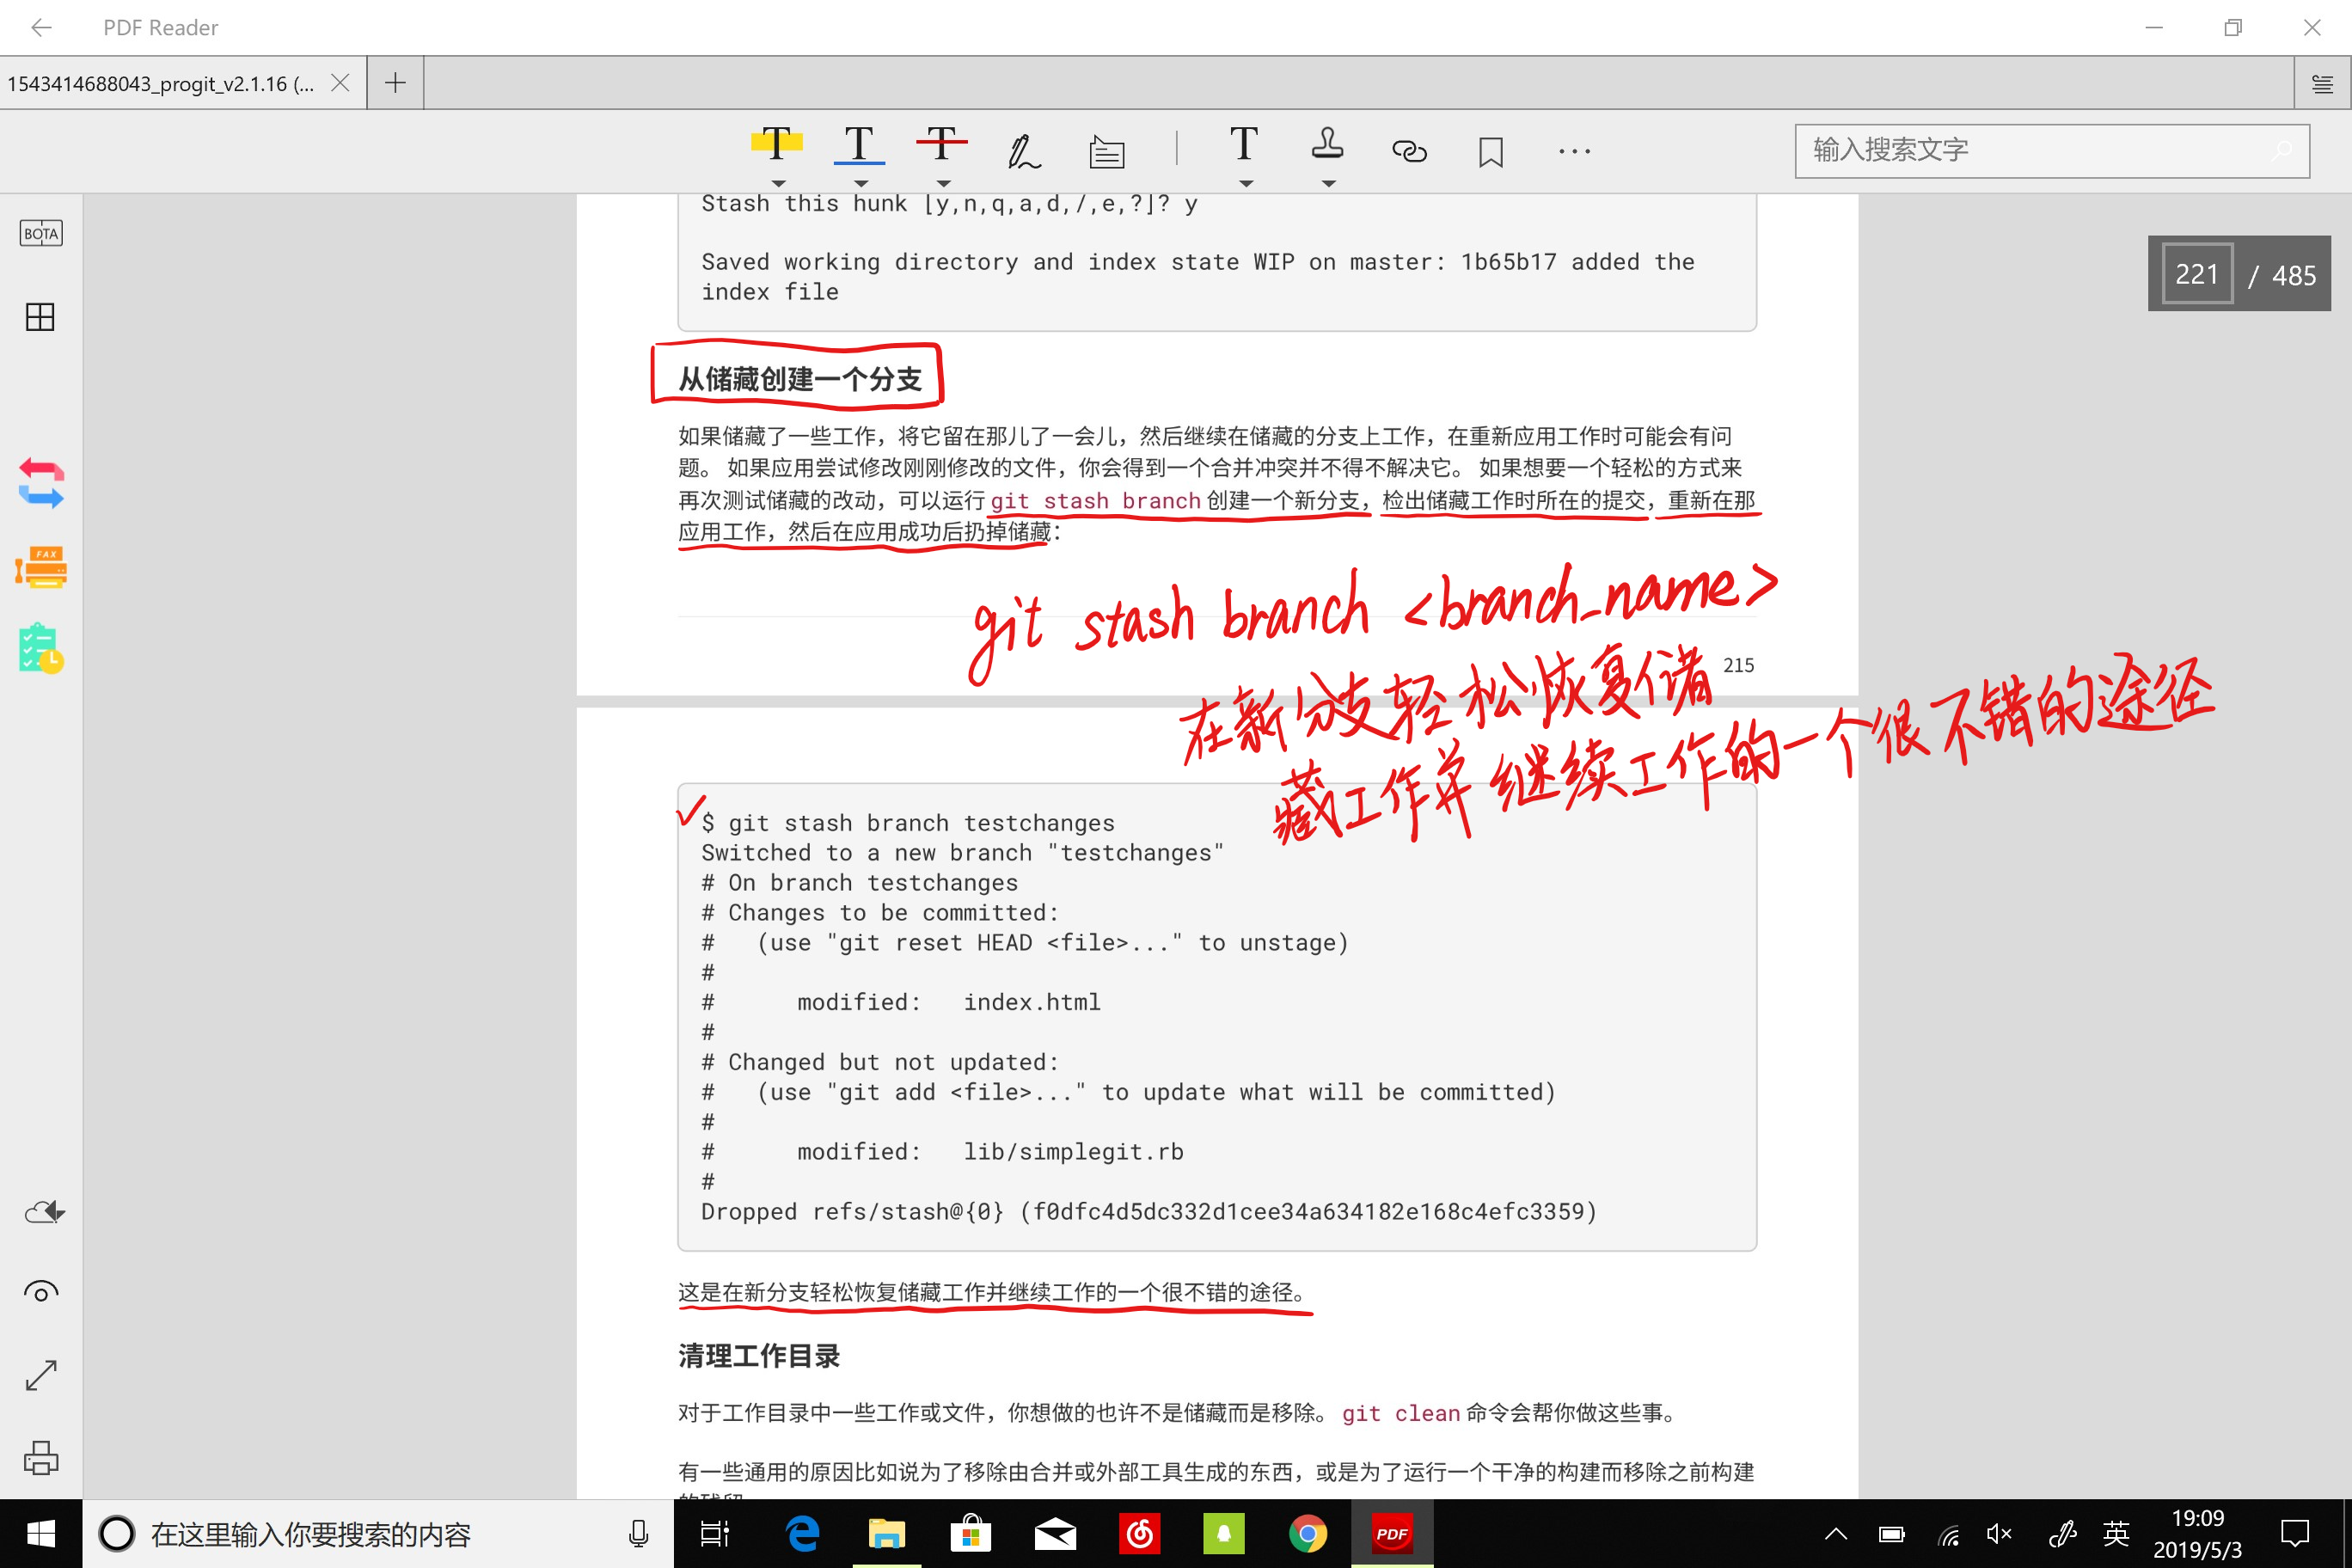 PDF Reader
1543414688043_progit_v2.1.16 (...
T T T T
输入搜索文字
BOTA
FAX
221 / 485
Stash this hunk [y,n,q,a,d,/,e,?]? y
Saved working directory and index state WIP on master: 1b65b17 added the
index file
从储藏创建一个分支
如果储藏了一些工作，将它留在那儿了一会儿，然后继续在储藏的分支上工作，在重新应用工作时可能会有问
题。 如果应用尝试修改刚刚修改的文件，你会得到一个合并冲突并不得不解决它。 如果想要一个轻松的方式来
再次测试储藏的改动，可以运行 git stash branch 创建一个新分支，检出储藏工作时所在的提交，重新在那
应用工作，然后在应用成功后扔掉储藏：
git stash branch <branch_name>
215
在新分支轻松恢复储
藏工作并继续工作的一个很不错的途径
$ git stash branch testchanges
Switched to a new branch "testchanges"
# On branch testchanges
# Changes to be committed:
#   (use "git reset HEAD <file>..." to unstage)
#
#      modified:   index.html
#
# Changed but not updated:
#   (use "git add <file>..." to update what will be committed)
#
#      modified:   lib/simplegit.rb
#
Dropped refs/stash@{0} (f0dfc4d5dc332d1cee34a634182e168c4efc3359)
这是在新分支轻松恢复储藏工作并继续工作的一个很不错的途径。
清理工作目录
对于工作目录中一些工作或文件，你想做的也许不是储藏而是移除。 git clean 命令会帮你做这些事。
有一些通用的原因比如说为了移除由合并或外部工具生成的东西，或是为了运行一个干净的构建而移除之前构建
在这里输入你要搜索的内容
PDF
英
19:09
2019/5/3